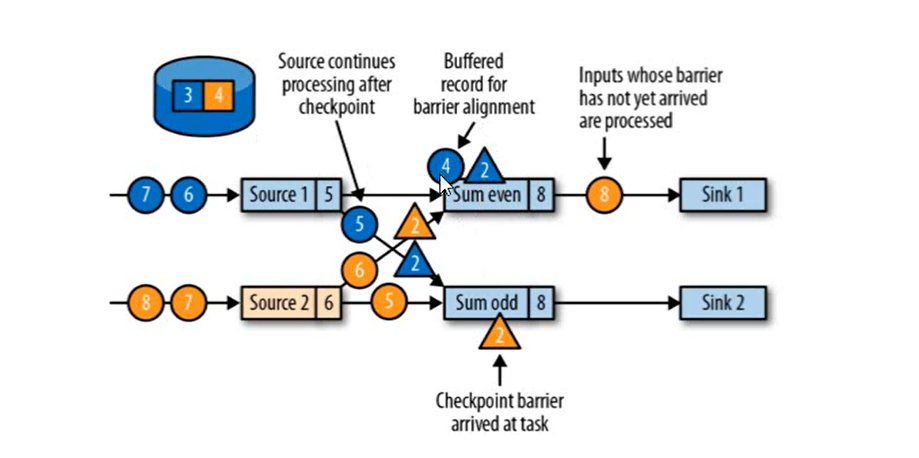 Source continues
processing after
checkpoint
Buffered
record for
barrier alignment
Inputs whose barrier
has not yet arrived
are processed
3 4
4 2
7 6 Source 1 5 Sum even 8 8 Sink 1
5 2
2
6
8 7 Source 2 6 5 Sum odd 8 Sink 2
2
Checkpoint barrier
arrived at task